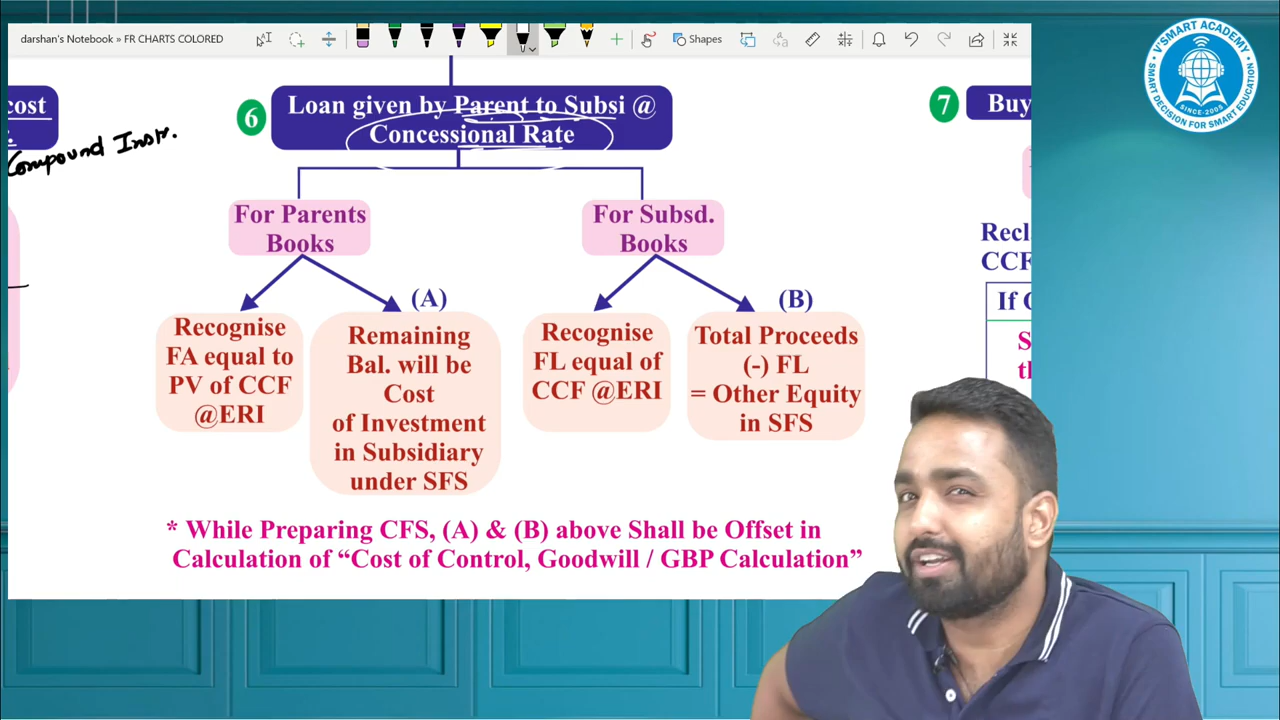 darshan's Notebook » FR CHARTS COLORED
Shapes
V'SMART ACADEMY
SINCE-2005
SMART DECISION FOR SMART EDUCATION
cost
Compound Instr.
6
Loan given by Parent to Subsi @
Concessional Rate
For Parents
Books
Recognise
FA equal to
PV of CCF
@ERI
(A)
Remaining
Bal. will be
Cost
of Investment
in Subsidiary
under SFS
For Subsd.
Books
Recognise
FL equal of
CCF @ERI
(B)
Total Proceeds
(-) FL
= Other Equity
in SFS
* While Preparing CFS, (A) & (B) above Shall be Offset in
Calculation of “Cost of Control, Goodwill / GBP Calculation”
7
Buy
Recl
CCF
If
S
th